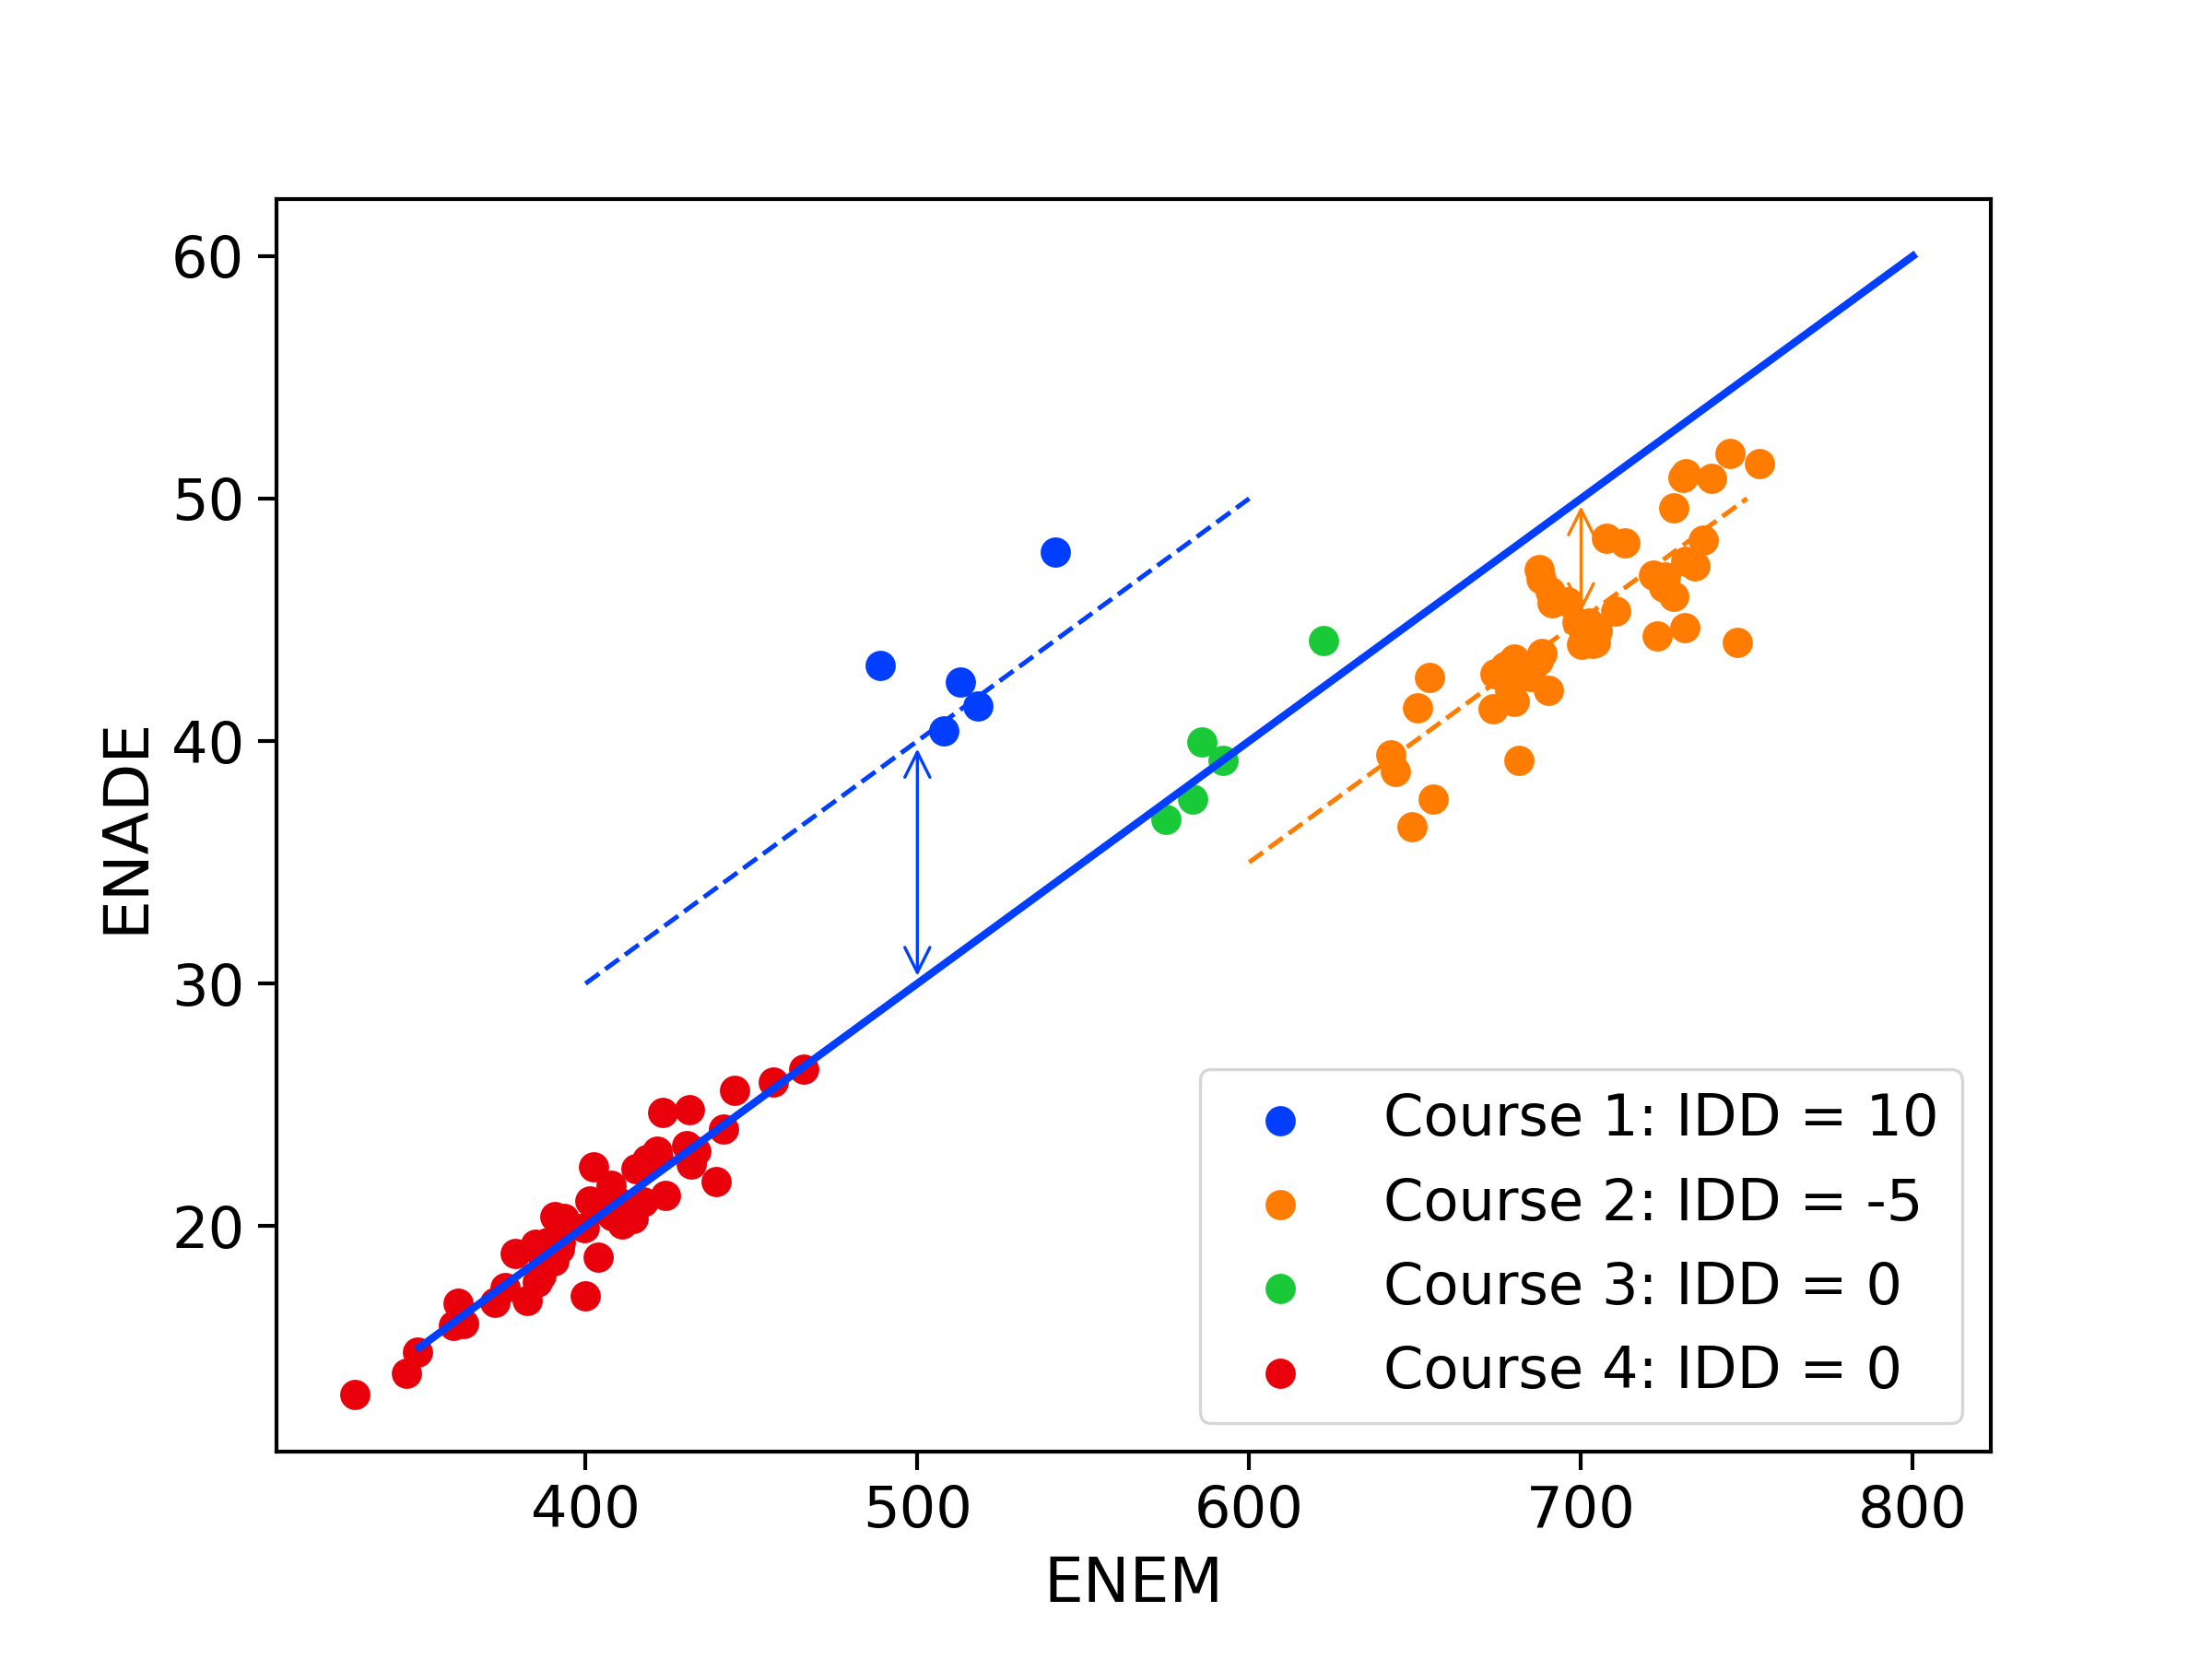 60
50
40
30
20
ENADE
400 500 600 700 800
ENEM
Course 1: IDD = 10
Course 2: IDD = -5
Course 3: IDD = 0
Course 4: IDD = 0